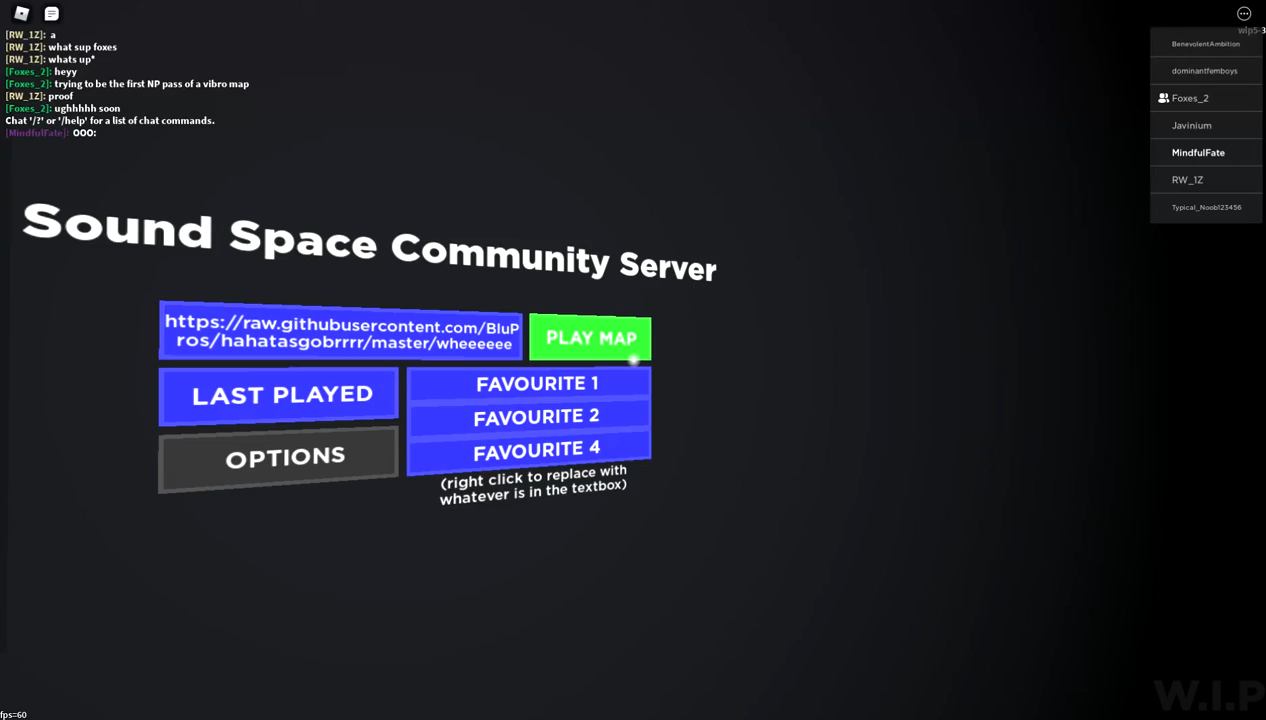 [RW_1Z]: a
[RW_1Z]: what sup foxes
[RW_1Z]: whats up*
[Foxes_2]: heyy
[Foxes_2]: trying to be the first NP pass of a vibro map
[RW_1Z]: proof
[Foxes_2]: ughhhhh soon
Chat '/?' or '/help' for a list of chat commands.
[MindfulFate]: OOO:
wip5-3
BenevolentAmbition
dominantfemboys
Foxes_2
Javinium
MindfulFate
RW_1Z
Typical_Noob123456
Sound Space Community Server
https://raw.githubusercontent.com/BluP
ros/hahatasgobrrrr/master/wheeeeee
PLAY MAP
LAST PLAYED
OPTIONS
FAVOURITE 1
FAVOURITE 2
FAVOURITE 4
(right click to replace with
whatever is in the textbox)
W.I.P
fps=60